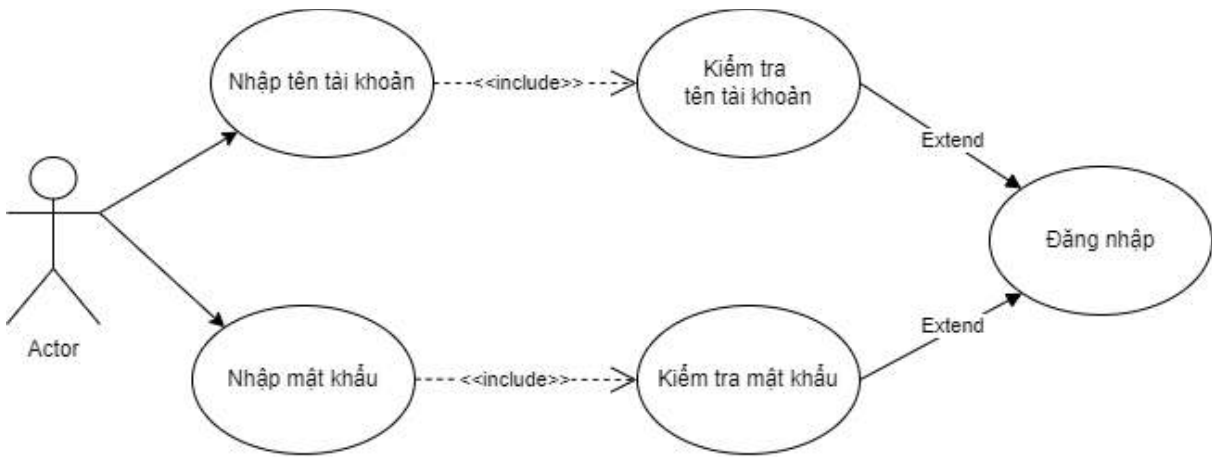 Nhập tên tài khoản
<<include>>
Kiểm tra
tên tài khoản
Extend
Đăng nhập
Actor
Nhập mật khẩu
<<include>>
Kiểm tra mật khẩu
Extend